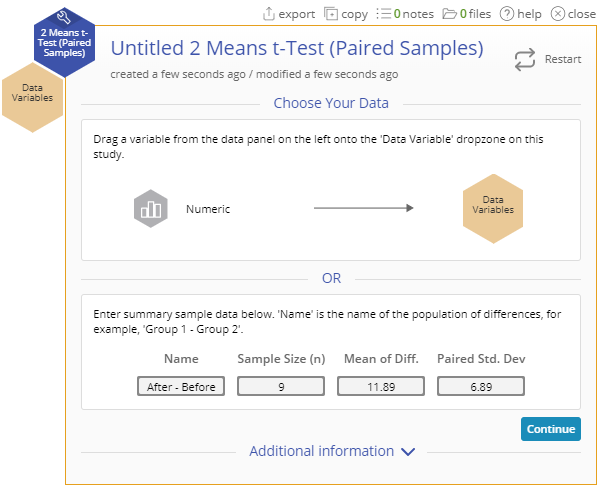 export copy 0 notes 0 files help close
2 Means t-
Test (Paired
Samples)
Untitled 2 Means t-Test (Paired Samples)
Restart
created a few seconds ago / modified a few seconds ago
Data
Variables
Choose Your Data
Drag a variable from the data panel on the left onto the 'Data Variable' dropzone on this
study.
Numeric
Data
Variables
OR
Enter summary sample data below. 'Name' is the name of the population of differences, for
example, 'Group 1 - Group 2'.
Name Sample Size (n) Mean of Diff. Paired Std. Dev
After - Before 9 11.89 6.89
Continue
Additional information